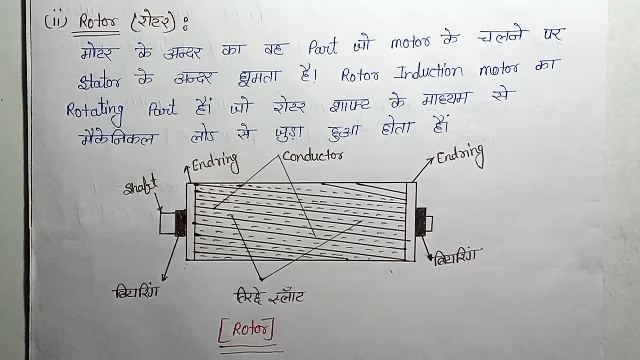 (ii) Rotor (रोटर) :
मोटर के अन्दर का वह Part जो motor के चलने पर
Stator के अन्दर घूमता है। Rotor Induction motor का
Rotating Part है। जो रोटर शाफ्ट के माध्यम से
मैकेनिकल लोड से जुड़ा हुआ होता है।
Endring
Conductor
Endring
Shaft
बियरिंग
तिरछे स्लॉट
बियरिंग
[Rotor]